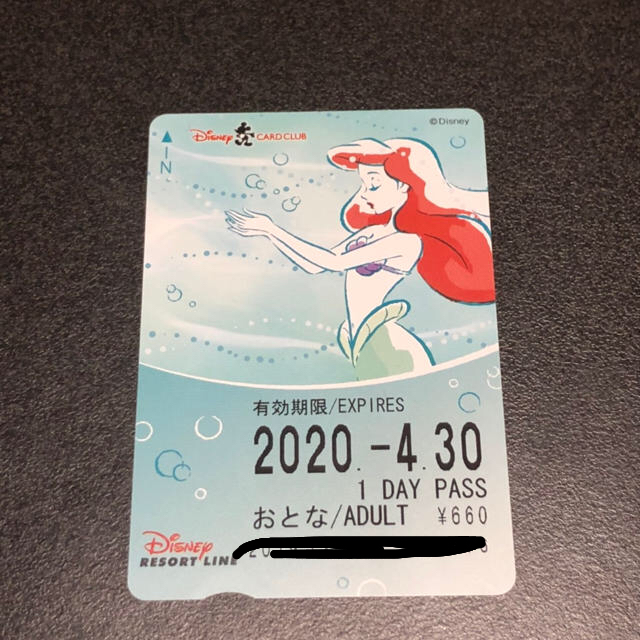 ©Disney
Disney CARD CLUB
IN
有効期限/EXPIRES
2020.-4.30
1 DAY PASS
おとな/ADULT ¥660
Disney
RESORT LINE